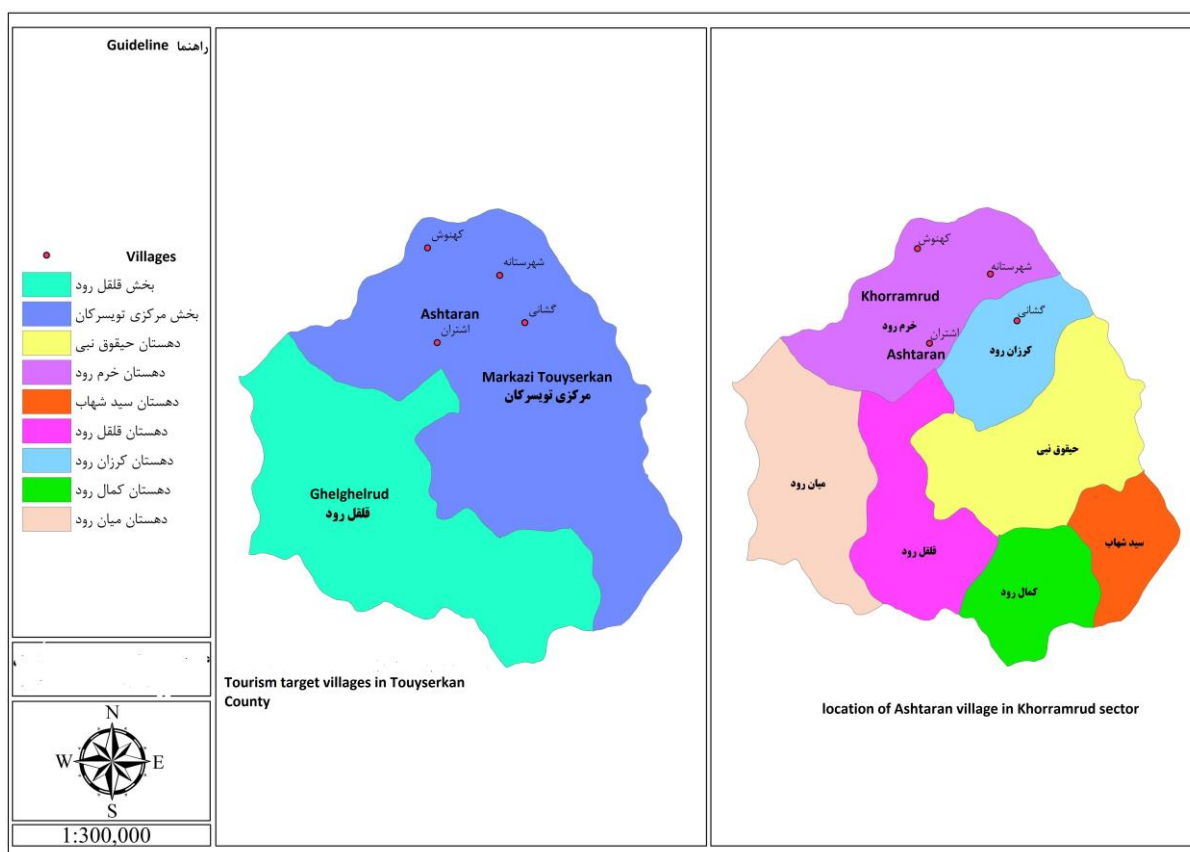 Guideline راهنما
Villages
بخش قلقل رود
بخش مرکزی تویسرکان
دهستان حیقوق نبی
دهستان خرم رود
دهستان سید شهاب
دهستان قلقل رود
دهستان کرزان رود
دهستان کمال رود
دهستان میان رود
N
W E
S
1:300,000
کهنوش
شهرستانه
گشانی
Ashtaran
اشتران
Markazi Touyserkan
مرکزی تویسرکان
Ghelghelrud
قلقل رود
Tourism target villages in Touyserkan
County
کهنوش
شهرستانه
Khorramrud
خرم رود
گشانی
اشتران
Ashtaran
کرزان رود
حیقوق نبی
میان رود
سید شهاب
قلقل رود
کمال رود
location of Ashtaran village in Khorramrud sector